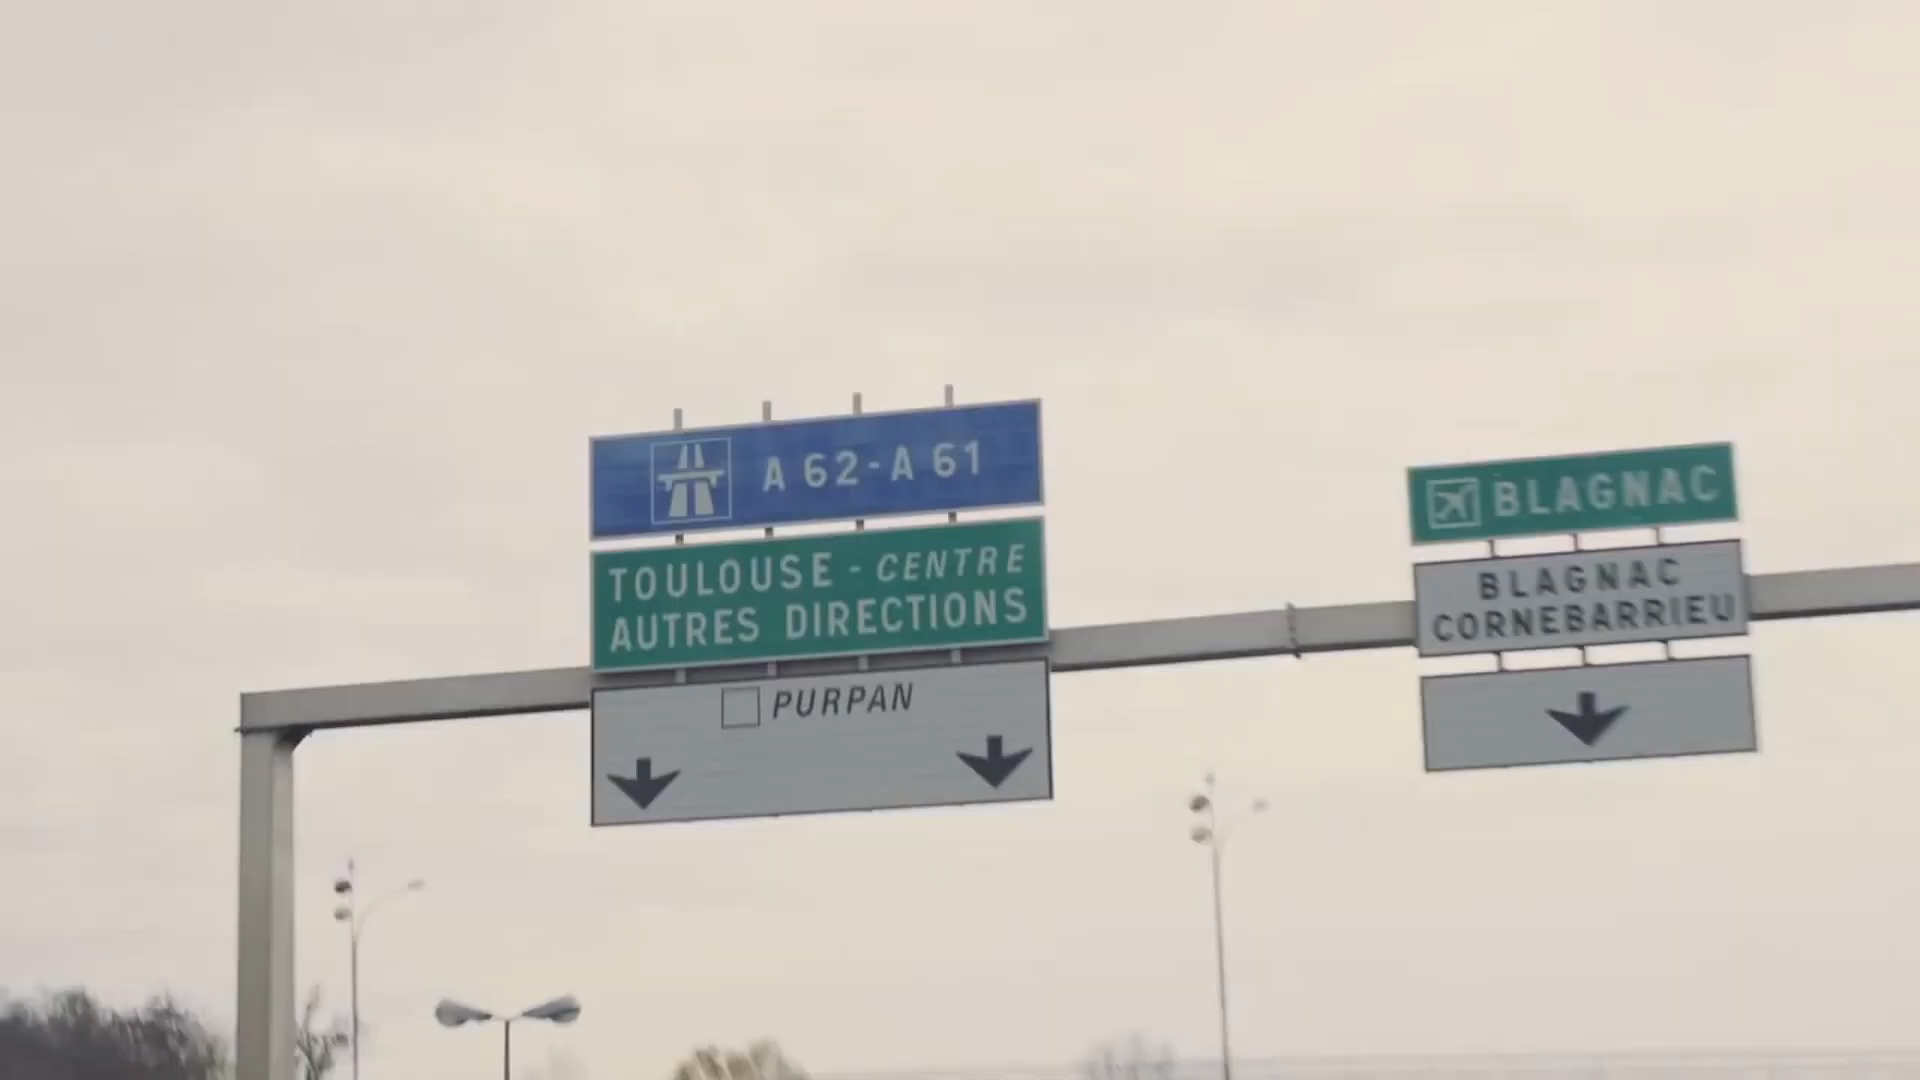 A 62-A 61
TOULOUSE - CENTRE
AUTRES DIRECTIONS
PURPAN
BLAGNAC
BLAGNAC
CORNEBARRIEU